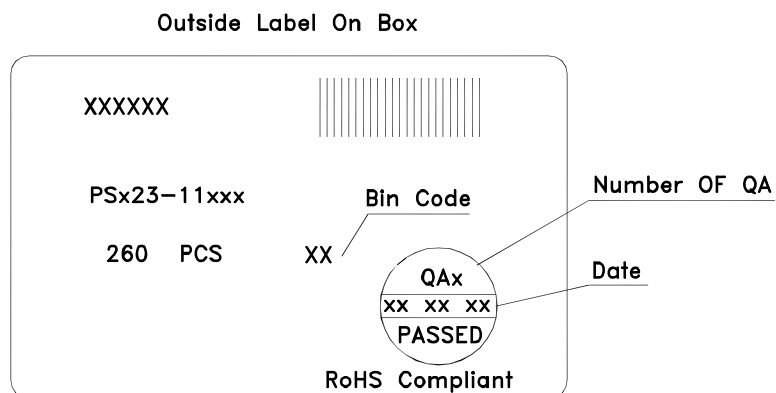 Outside Label On Box
XXXXXX
PSx23-11xxx
Bin Code
Number OF QA
260 PCS
XX
QAx
Date
xx xx xx
PASSED
RoHS Compliant